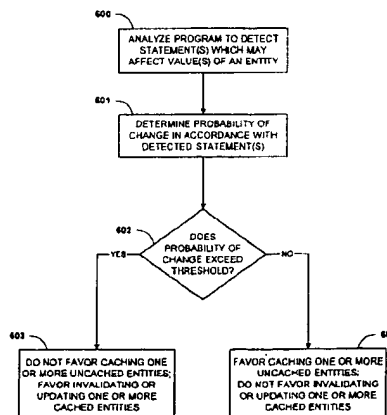 600
ANALYZE PROGRAM TO DETECT
STATEMENT(S) WHICH MAY
AFFECT VALUE(S) OF AN ENTITY
601
DETERMINE PROBABILITY OF
CHANGE IN ACCORDANCE WITH
DETECTED STATEMENT(S)
602
DOES
PROBABILITY OF
CHANGE EXCEED
THRESHOLD?
YES
NO
603
DO NOT FAVOR CACHING ONE
OR MORE UNCACHED ENTITIES;
FAVOR INVALIDATING OR
UPDATING ONE OR MORE
CACHED ENTITIES
FAVOR CACHING ONE OR MORE
UNCACHED ENTITIES;
DO NOT FAVOR INVALIDATING
OR UPDATING ONE OR MORE
CACHED ENTITIES